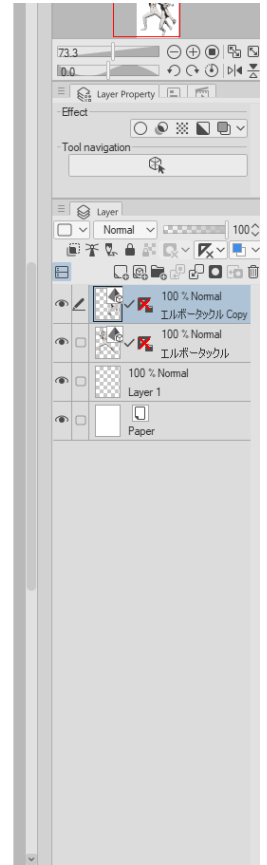 73.3
0.0
Layer Property
Effect
Tool navigation
Layer
Normal
100
100 % Normal
エルボータックル Copy
100 % Normal
エルボータックル
100 % Normal
Layer 1
Paper